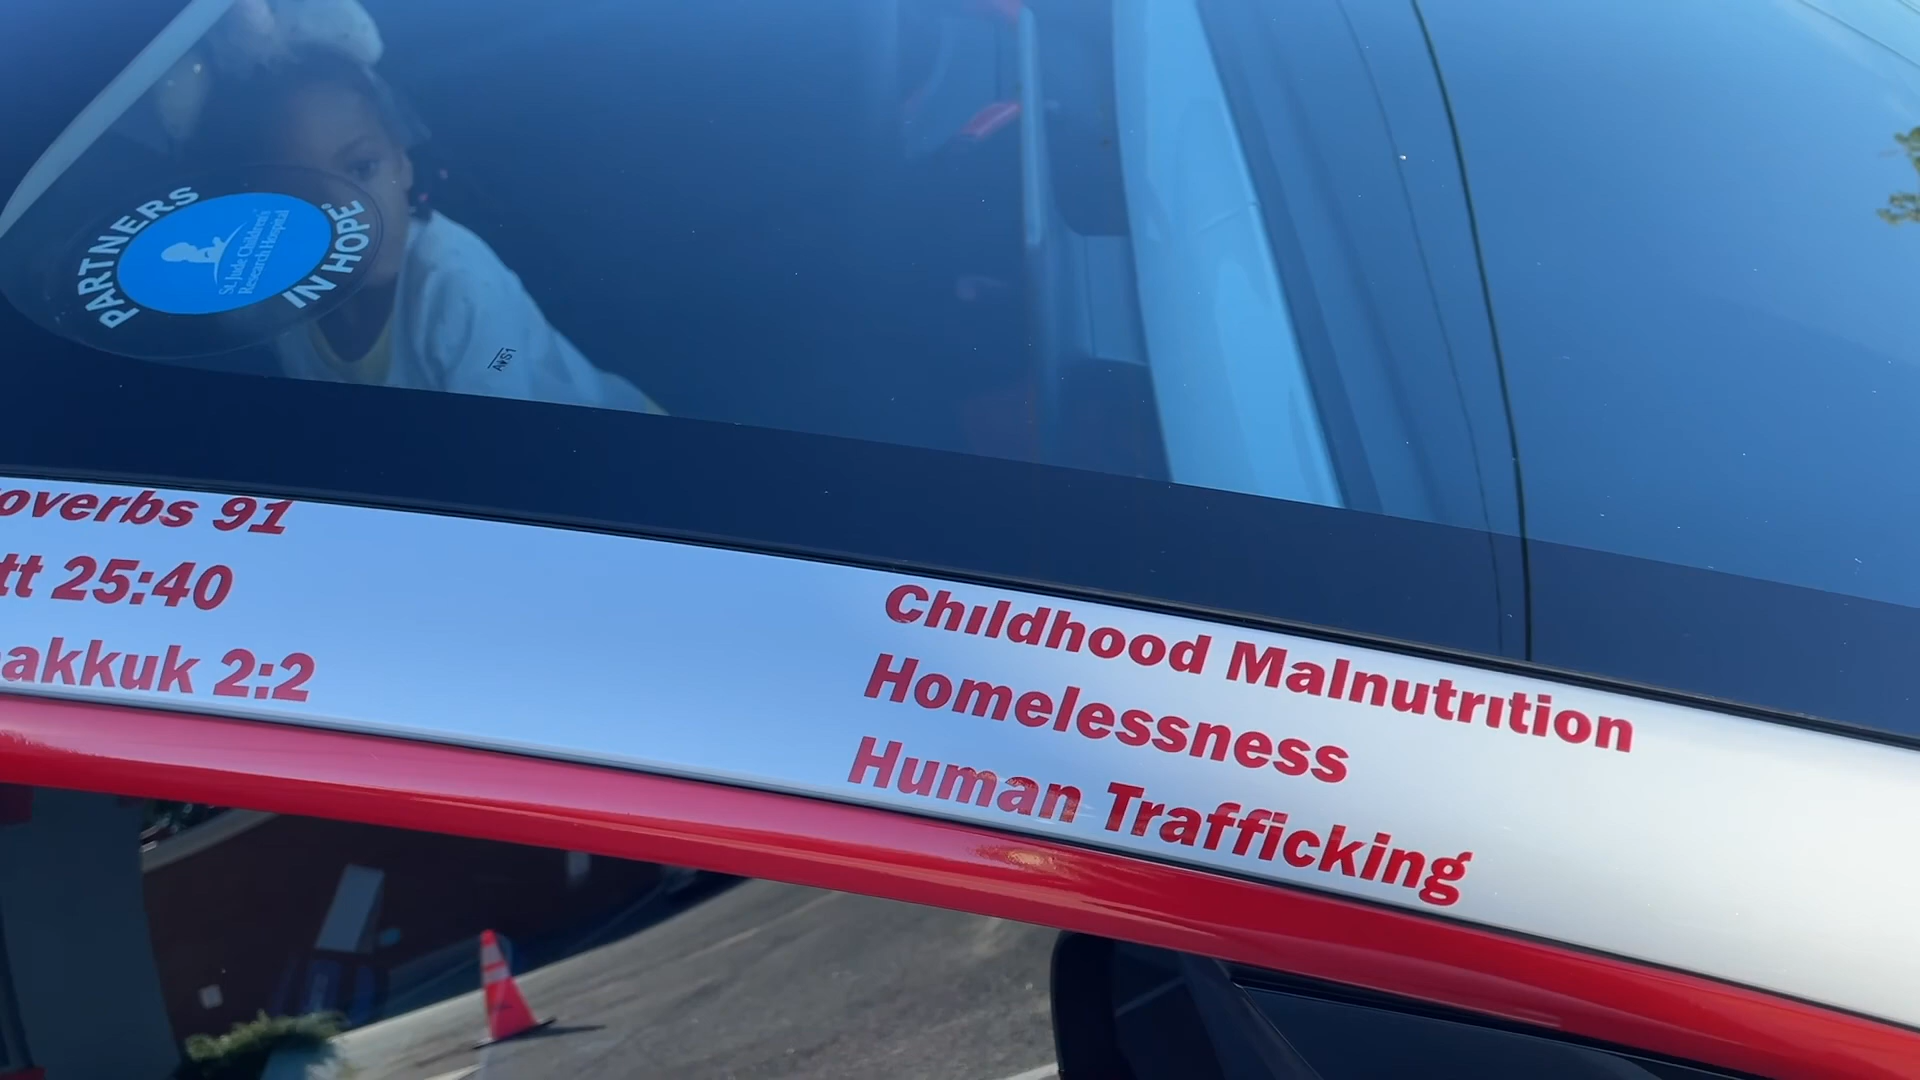 PARTNERS
IN HOPE
St. Jude Children's
Research Hospital
AS1
overbs 91
tt 25:40
akkuk 2:2
Childhood Malnutrition
Homelessness
Human Trafficking